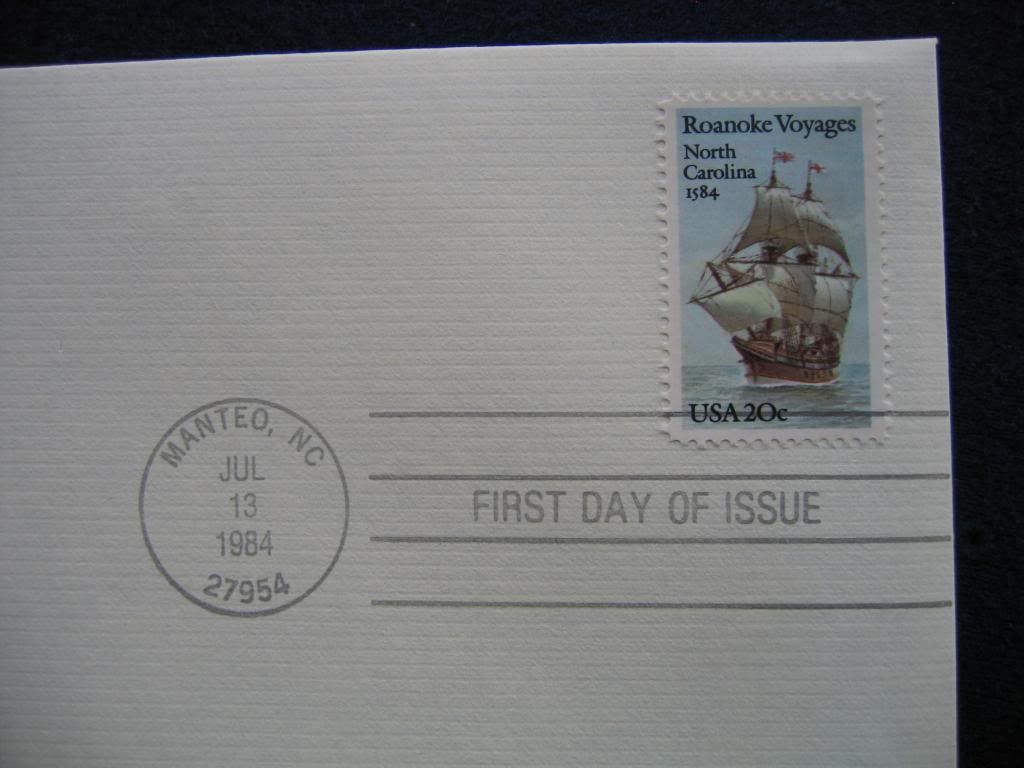 Roanoke Voyages
North
Carolina
1584
USA 20c
MANTEO, NC
JUL
13
1984
27954
FIRST DAY OF ISSUE